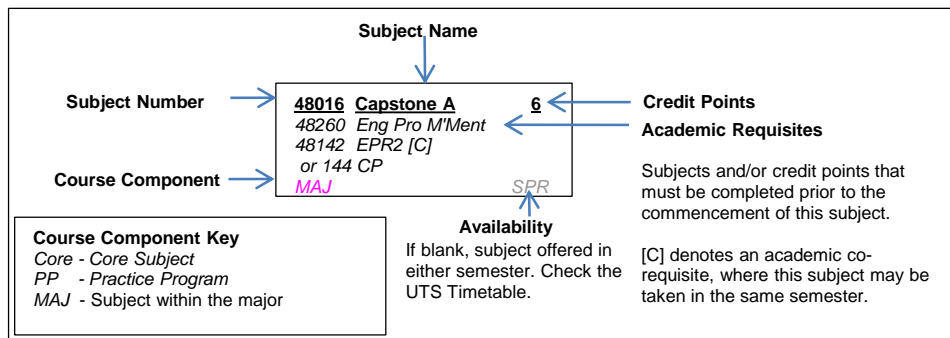 Subject Name
Subject Number
48016 Capstone A 6
48260 Eng Pro M'Ment
48142 EPR2 [C]
or 144 CP
MAJ SPR
Course Component
Credit Points
Academic Requisites
Subjects and/or credit points that
must be completed prior to the
commencement of this subject.
[C] denotes an academic co-
requisite, where this subject may be
taken in the same semester.
Availability
If blank, subject offered in
either semester. Check the
UTS Timetable.
Course Component Key
Core - Core Subject
PP - Practice Program
MAJ - Subject within the major